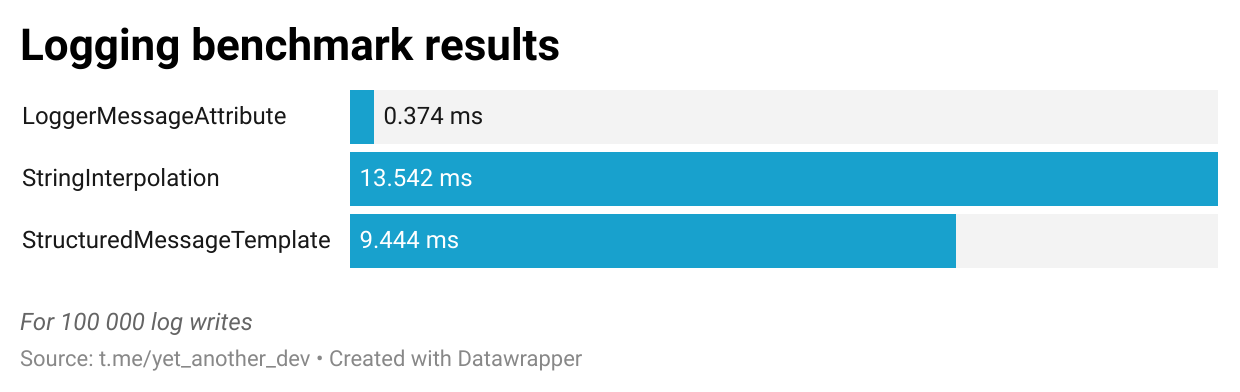 Logging benchmark results
LoggerMessageAttribute 0.374 ms
StringInterpolation 13.542 ms
StructuredMessageTemplate 9.444 ms
For 100 000 log writes
Source: t.me/yet_another_dev • Created with Datawrapper